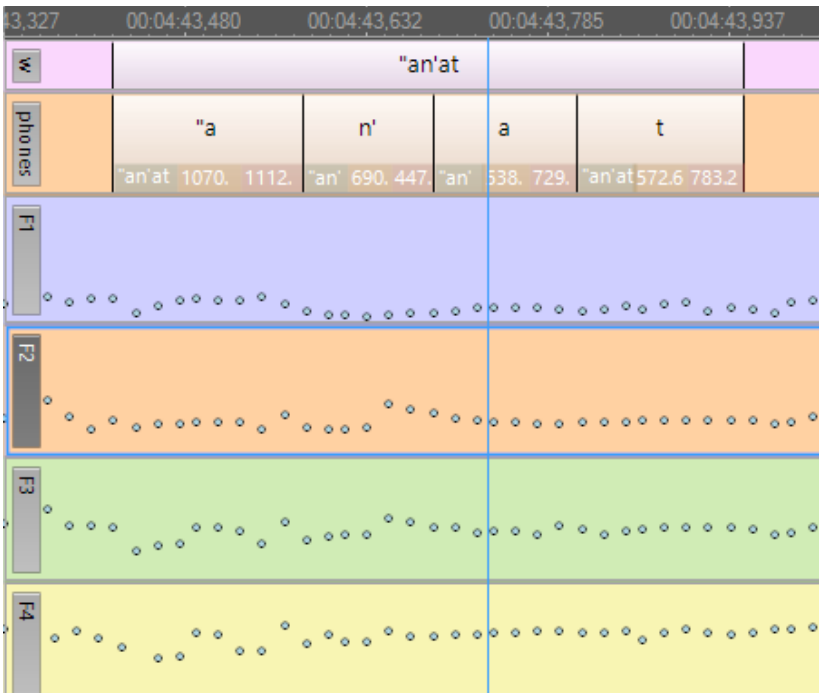 43,327 00:04:43,480 00:04:43,632 00:04:43,785 00:04:43,937
w "an'at
phones "a n' a t
"an'at 1070. 1112. "an' 690. 447. "an' 538. 729. "an'at 572.6 783.2
F1
F2
F3
F4